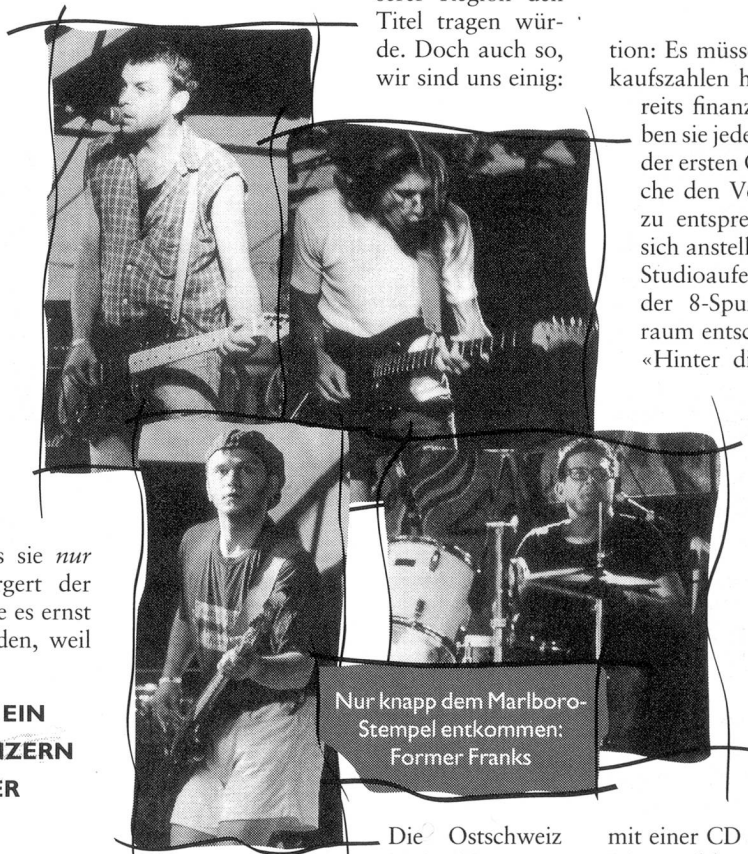 Titel tragen wür-
de. Doch auch so,
wir sind uns einig:
tion: Es müss
kaufszahlen h
reits finanz
ben sie jede
der ersten
che den Ve
zu entspre
sich anstell
Studioaufe
der 8-Spu
raum entsc
«Hinter di
s sie nur
rgert der
e es ernst
den, weil
EIN
NZERN
ER
Nur knapp dem Marlboro-
Stempel entkommen:
Former Franks
Die Ostschweiz
mit einer CD